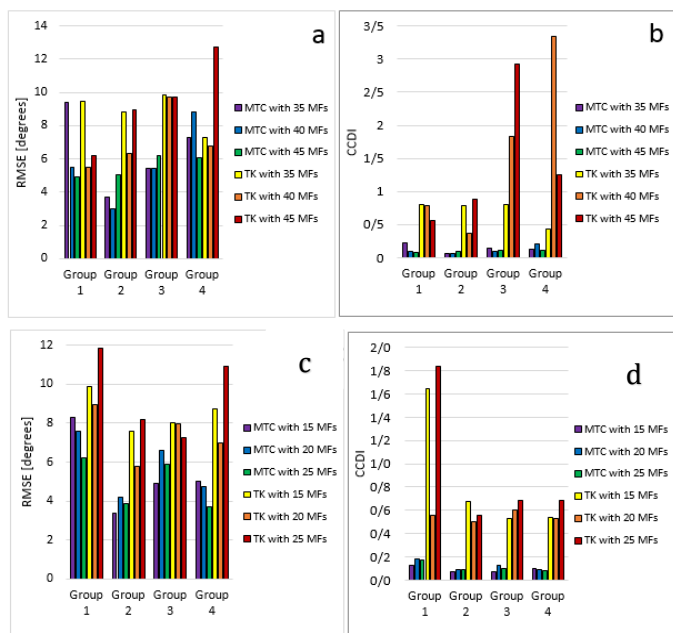 a
14
12
10
8
6
4
2
0
RMSE [degrees]
Group
1
Group
2
Group
3
Group
4
MTC with 35 MFs
MTC with 40 MFs
MTC with 45 MFs
TK with 35 MFs
TK with 40 MFs
TK with 45 MFs
b
3/5
3
2/5
2
1/5
1
0/5
0
CCDI
Group
1
Group
2
Group
3
Group
4
MTC with 35 MFs
MTC with 40 MFs
MTC with 45 MFs
TK with 35 MFs
TK with 40 MFs
TK with 45 MFs
c
12
10
8
6
4
2
0
RMSE [degrees]
Group
1
Group
2
Group
3
Group
4
MTC with 15 MFs
MTC with 20 MFs
MTC with 25 MFs
TK with 15 MFs
TK with 20 MFs
TK with 25 MFs
d
2/0
1/8
1/6
1/4
1/2
1/0
0/8
0/6
0/4
0/2
0/0
CCDI
Group
1
Group
2
Group
3
Group
4
MTC with 15 MFs
MTC with 20 MFs
MTC with 25 MFs
TK with 15 MFs
TK with 20 MFs
TK with 25 MFs